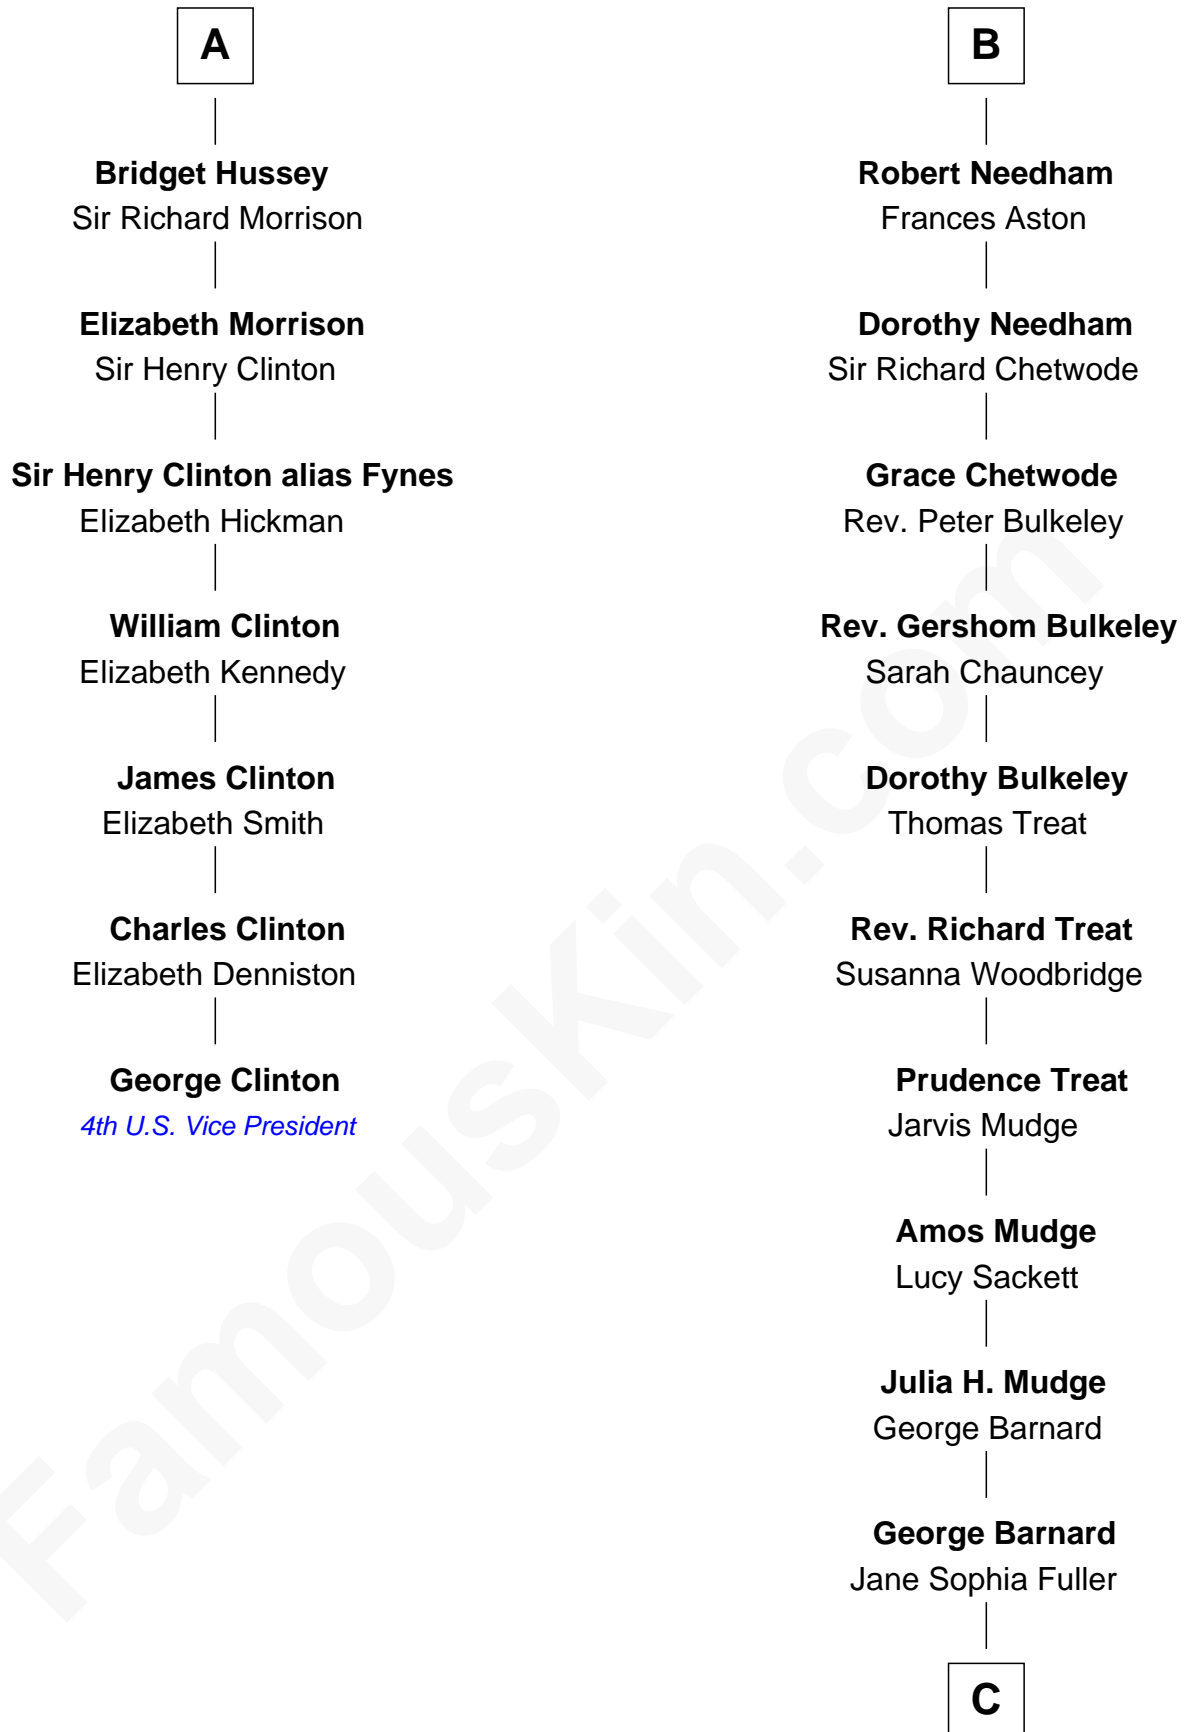 A
Bridget Hussey
Sir Richard Morrison
Elizabeth Morrison
Sir Henry Clinton
Sir Henry Clinton alias Fynes
Elizabeth Hickman
William Clinton
Elizabeth Kennedy
James Clinton
Elizabeth Smith
Charles Clinton
Elizabeth Denniston
George Clinton
4th U.S. Vice President
B
Robert Needham
Frances Aston
Dorothy Needham
Sir Richard Chetwode
Grace Chetwode
Rev. Peter Bulkeley
Rev. Gershom Bulkeley
Sarah Chauncey
Dorothy Bulkeley
Thomas Treat
Rev. Richard Treat
Susanna Woodbridge
Prudence Treat
Jarvis Mudge
Amos Mudge
Lucy Sackett
Julia H. Mudge
George Barnard
George Barnard
Jane Sophia Fuller
C
FamousKin.com